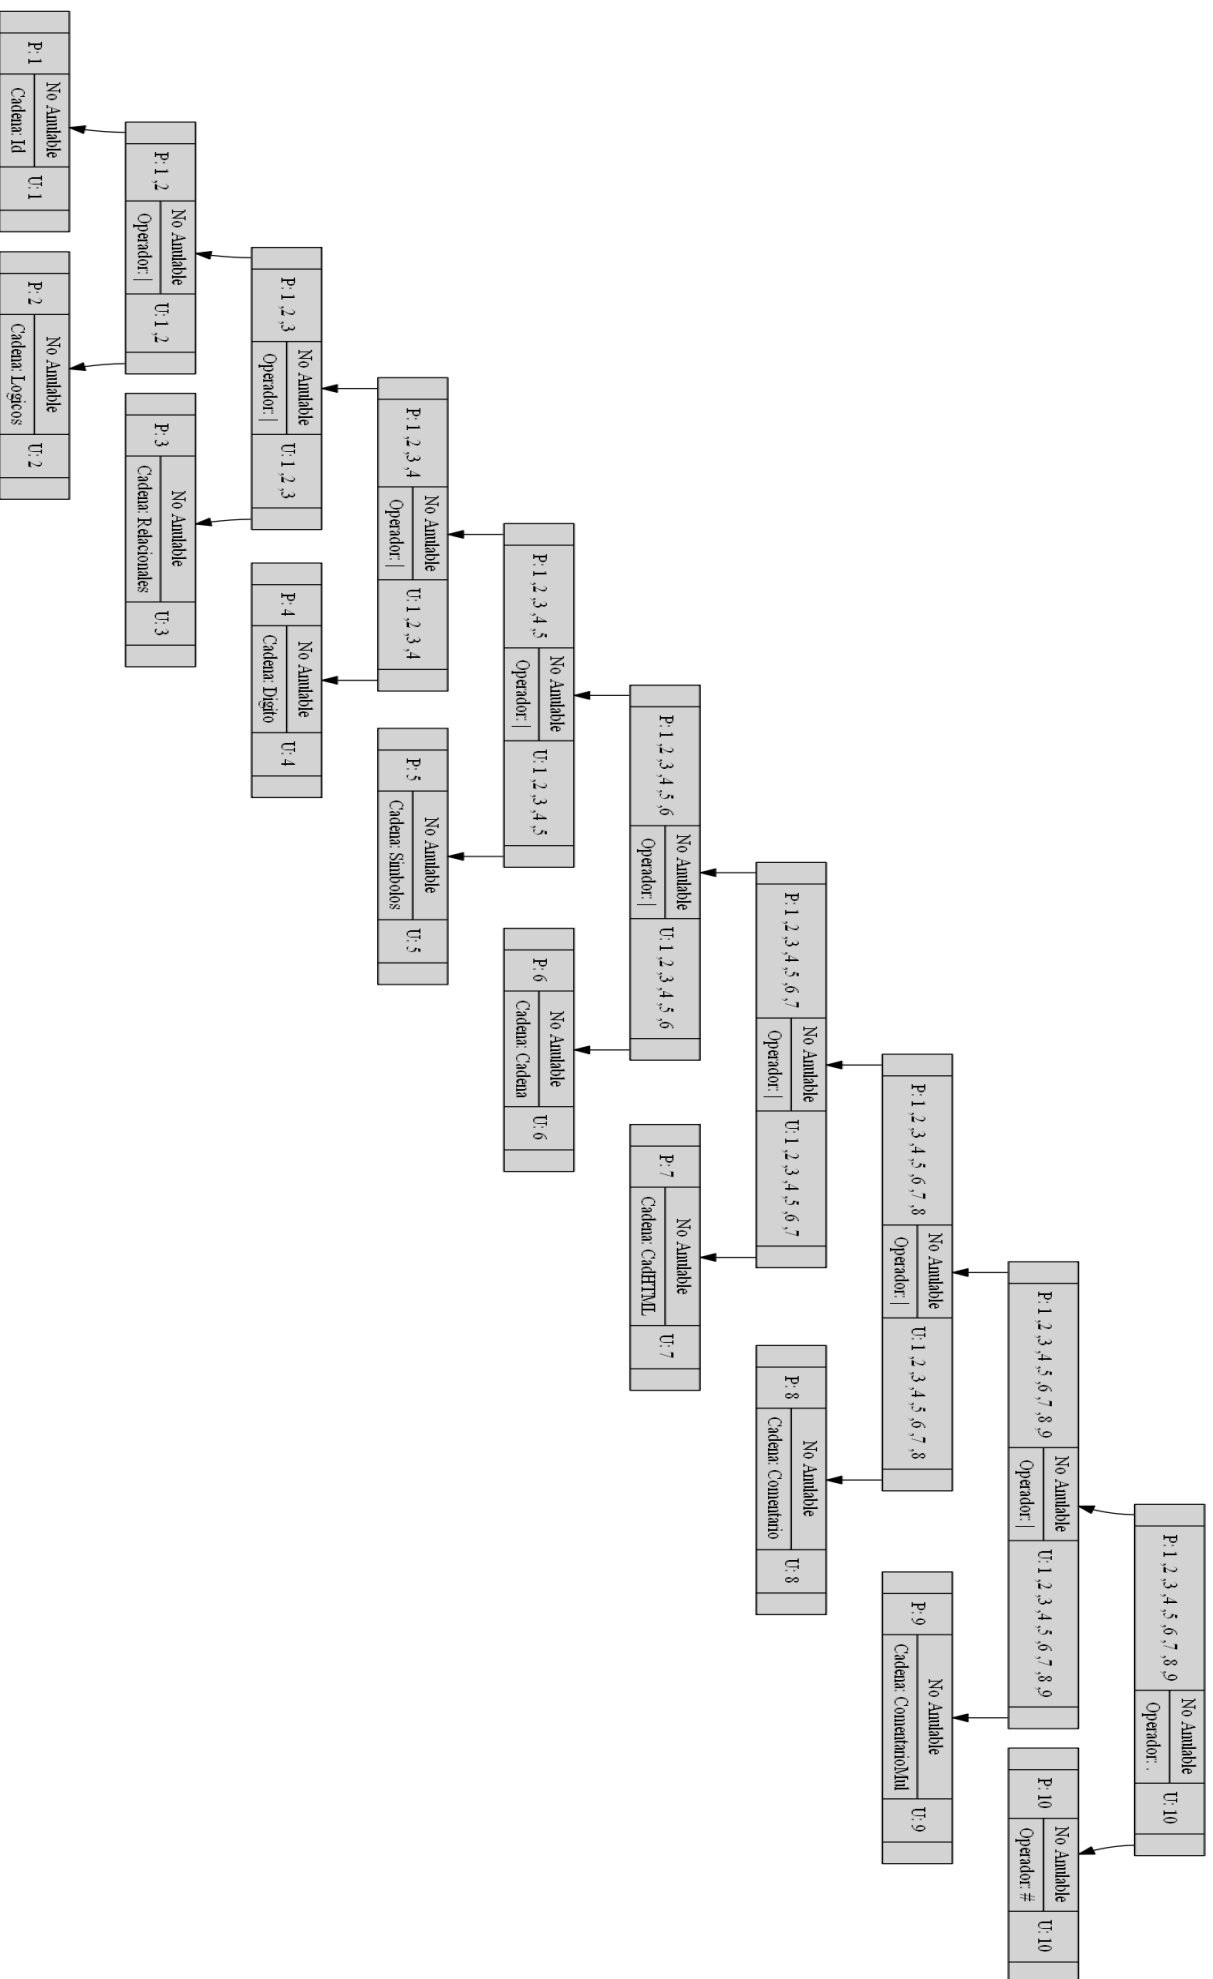 P: 1 ,2 ,3 ,4 ,5 ,6 ,7 ,8 ,9
No Anulable
Operador: .
U: 10
P: 1 ,2 ,3 ,4 ,5 ,6 ,7 ,8 ,9
No Anulable
Operador: |
U: 1 ,2 ,3 ,4 ,5 ,6 ,7 ,8 ,9
P: 10
No Anulable
Operador: #
U: 10
P: 1 ,2 ,3 ,4 ,5 ,6 ,7 ,8
No Anulable
Operador: |
U: 1 ,2 ,3 ,4 ,5 ,6 ,7 ,8
P: 9
No Anulable
Cadena: ComentarioMul
U: 9
P: 1 ,2 ,3 ,4 ,5 ,6 ,7
No Anulable
Operador: |
U: 1 ,2 ,3 ,4 ,5 ,6 ,7
P: 8
No Anulable
Cadena: Comentario
U: 8
P: 1 ,2 ,3 ,4 ,5 ,6
No Anulable
Operador: |
U: 1 ,2 ,3 ,4 ,5 ,6
P: 7
No Anulable
Cadena: CadHTML
U: 7
P: 1 ,2 ,3 ,4 ,5
No Anulable
Operador: |
U: 1 ,2 ,3 ,4 ,5
P: 6
No Anulable
Cadena: Cadena
U: 6
P: 1 ,2 ,3 ,4
No Anulable
Operador: |
U: 1 ,2 ,3 ,4
P: 5
No Anulable
Cadena: Simbolos
U: 5
P: 1 ,2 ,3
No Anulable
Operador: |
U: 1 ,2 ,3
P: 4
No Anulable
Cadena: Digito
U: 4
P: 1 ,2
No Anulable
Operador: |
U: 1 ,2
P: 3
No Anulable
Cadena: Relacionales
U: 3
P: 1
No Anulable
Cadena: Id
U: 1
P: 2
No Anulable
Cadena: Logicos
U: 2